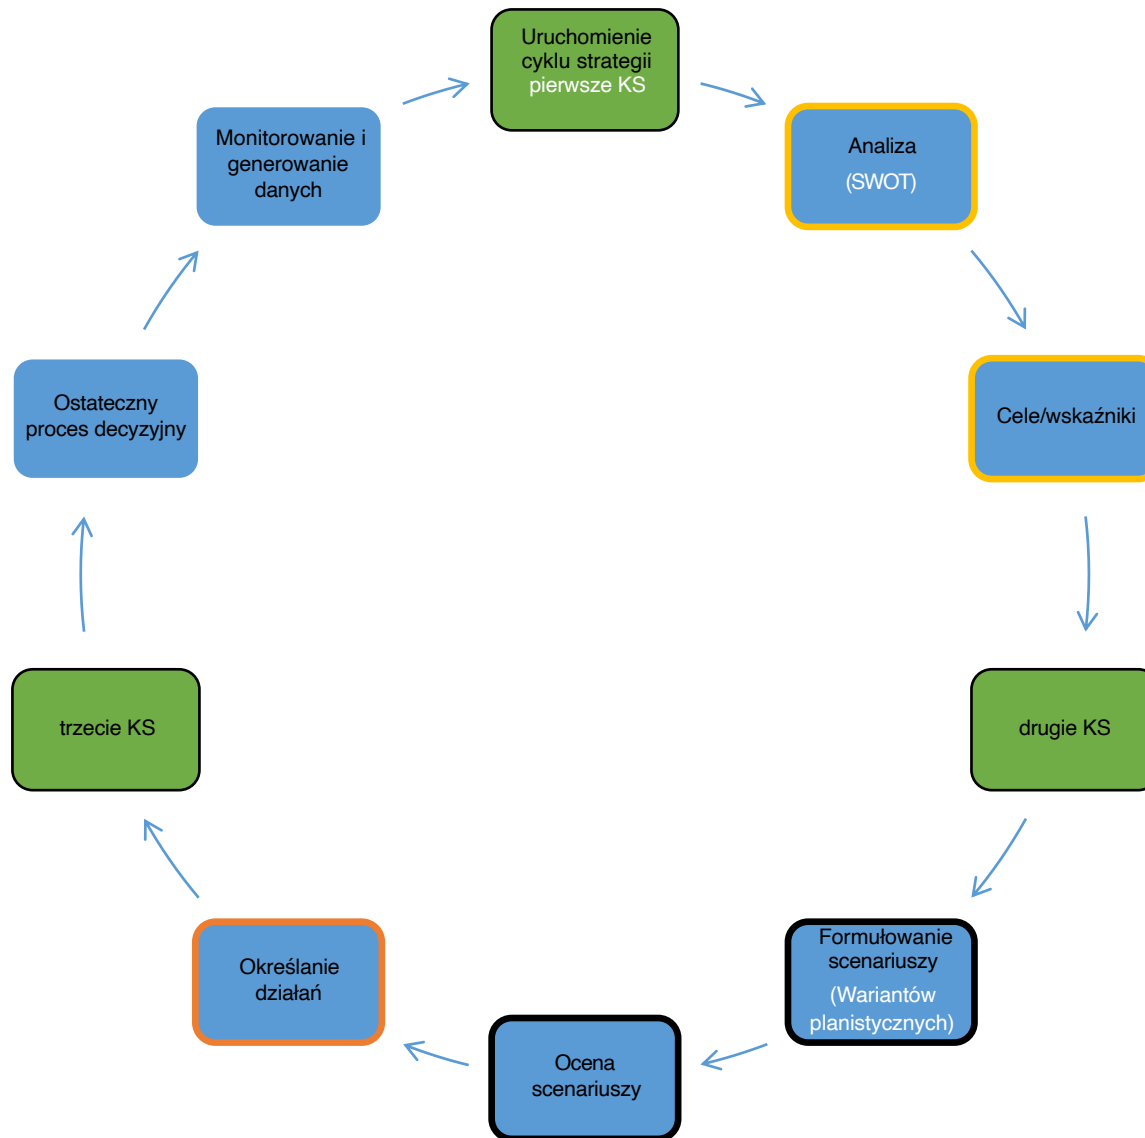 Uruchomienie
cyklu strategii
pierwsze KS
Analiza
(SWOT)
Cele/wskaźniki
drugie KS
Formułowanie
scenariuszy
(Wariantów
planistycznych)
Ocena
scenariuszy
Określanie
działań
trzecie KS
Ostateczny
proces decyzyjny
Monitorowanie i
generowanie
danych